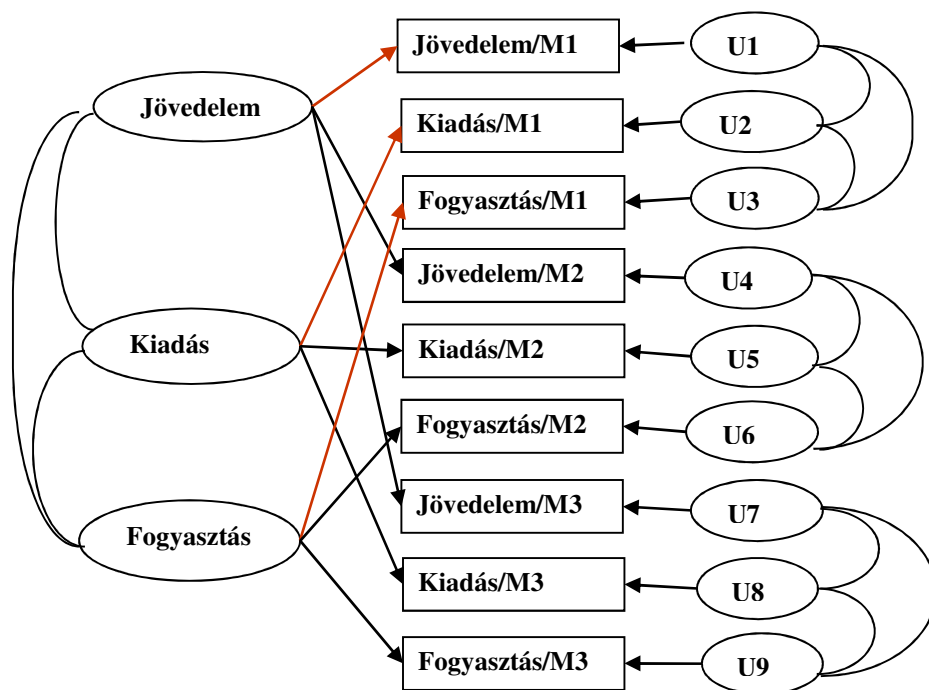 Jövedelem
Kiadás
Fogyasztás
Jövedelem/M1
Kiadás/M1
Fogyasztás/M1
Jövedelem/M2
Kiadás/M2
Fogyasztás/M2
Jövedelem/M3
Kiadás/M3
Fogyasztás/M3
U1
U2
U3
U4
U5
U6
U7
U8
U9